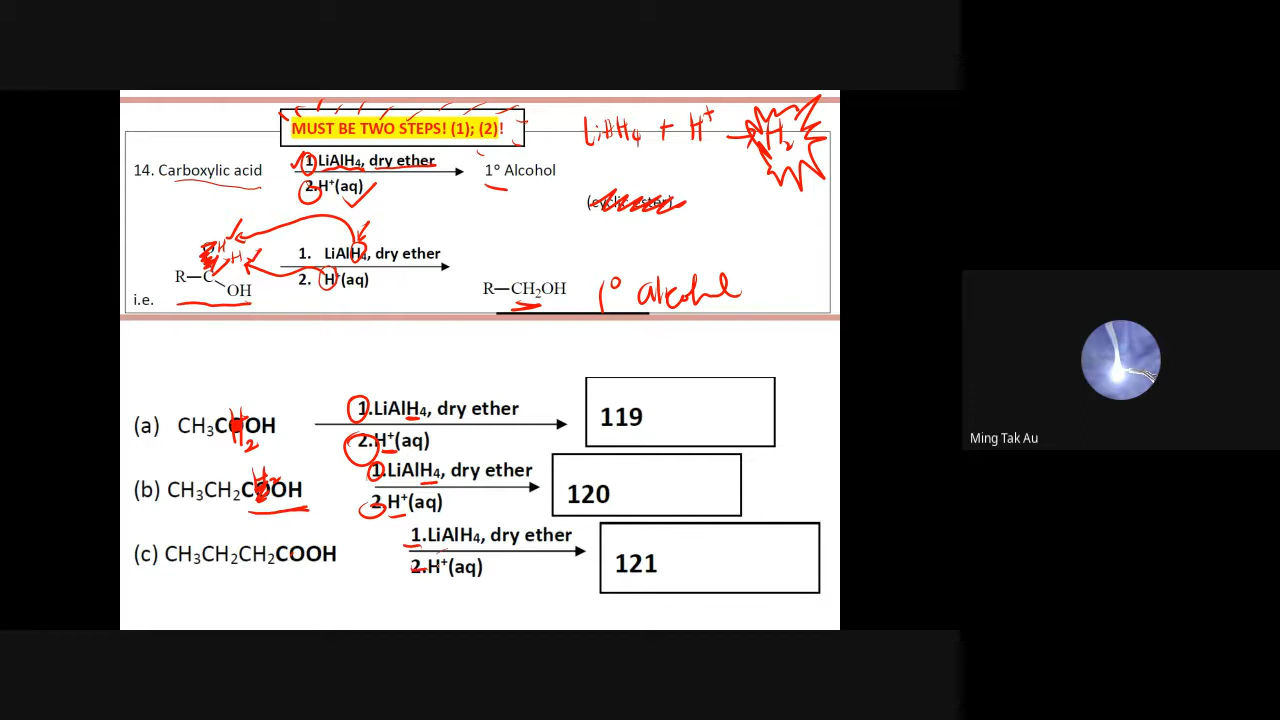 MUST BE TWO STEPS! (1); (2)!
LiAlH₄ + H⁺ → H₂
14. Carboxylic acid 1.LiAlH₄, dry ether 1° Alcohol
2.H⁺(aq)
H
H
1. LiAlH₄, dry ether
R—C
2. H⁺(aq)
OH
R—CH₂OH 1° alcohol
i.e.
(a) CH₃COOH 1.LiAlH₄, dry ether 119
H₂
2.H⁺(aq)
(b) CH₃CH₂COOH 1.LiAlH₄, dry ether 120
H₂
2.H⁺(aq)
(c) CH₃CH₂CH₂COOH 1.LiAlH₄, dry ether 121
2.H⁺(aq)
Ming Tak Au